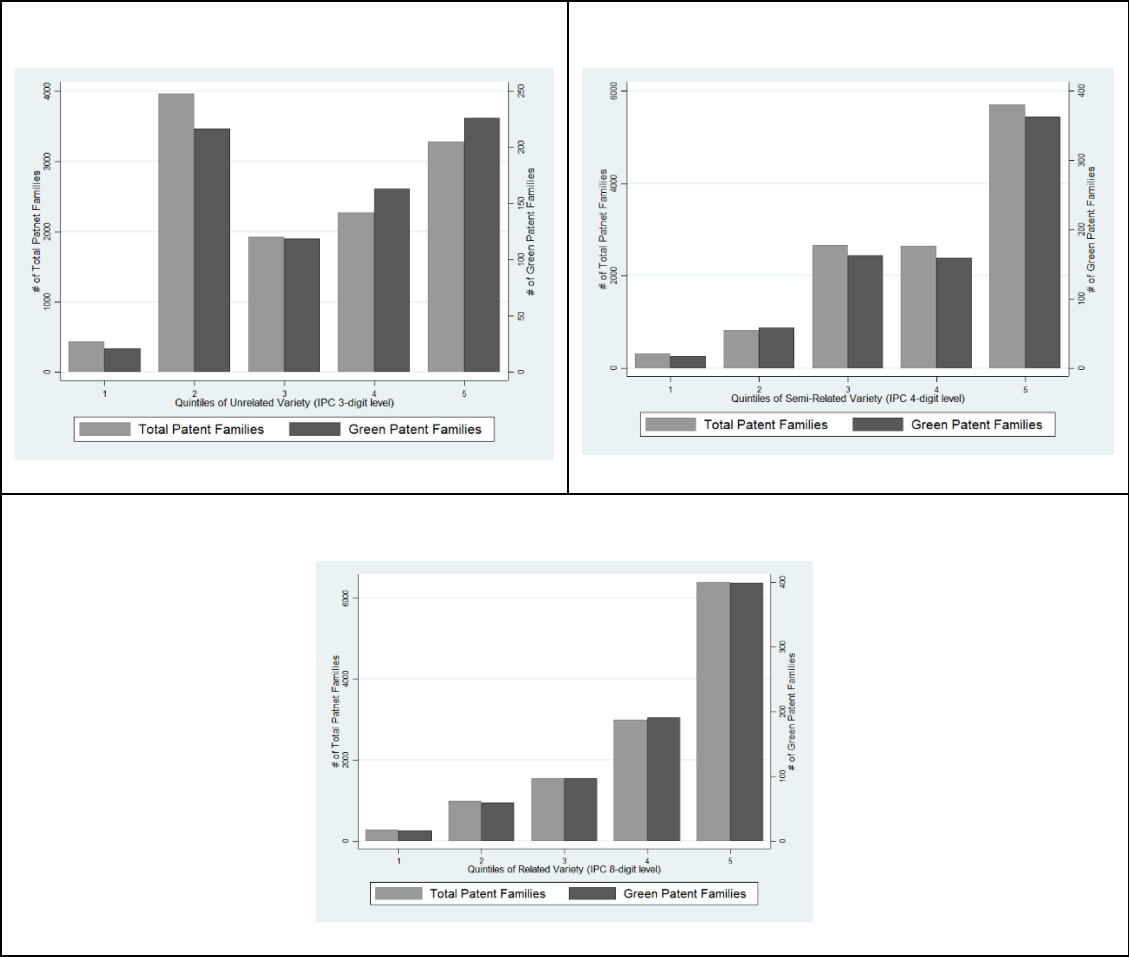 4000
3000
2000
1000
0
# of Total Patnet Families
250
200
150
100
50
0
# of Green Patent Families
1 2 3 4 5
Quintiles of Unrelated Variety (IPC 3-digit level)
Total Patent Families Green Patent Families
6000
4000
2000
0
# of Total Patnet Families
400
300
200
100
0
# of Green Patent Families
1 2 3 4 5
Quintiles of Semi-Related Variety (IPC 4-digit level)
Total Patent Families Green Patent Families
6000
4000
2000
0
# of Total Patnet Families
400
300
200
100
0
# of Green Patent Families
1 2 3 4 5
Quintiles of Related Variety (IPC 8-digit level)
Total Patent Families Green Patent Families